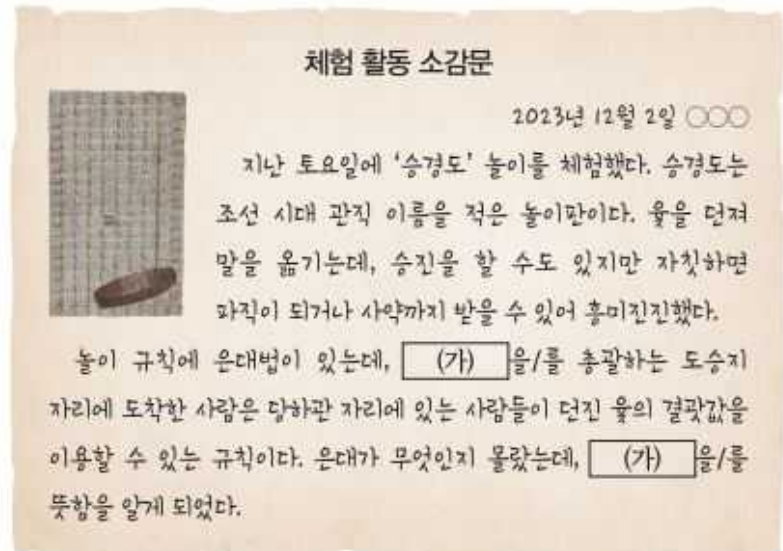 체험 활동 소감문
2023년 12월 2일 ○○○
지난 토요일에 '승경도' 놀이를 체험했다. 승경도는
조선 시대 관직 이름을 적은 놀이판이다. 윷을 던져
말을 옮기는데, 승진을 할 수도 있지만 자칫하면
파직이 되거나 사약까지 받을 수 있어 흥미진진했다.
놀이 규칙에 은대법이 있는데, (가) 을/를 총괄하는 도승지
자리에 도착한 사람은 당하관 자리에 있는 사람들이 던진 윷의 결괏값을
이용할 수 있는 규칙이다. 은대가 무엇인지 몰랐는데, (가) 을/를
뜻함을 알게 되었다.